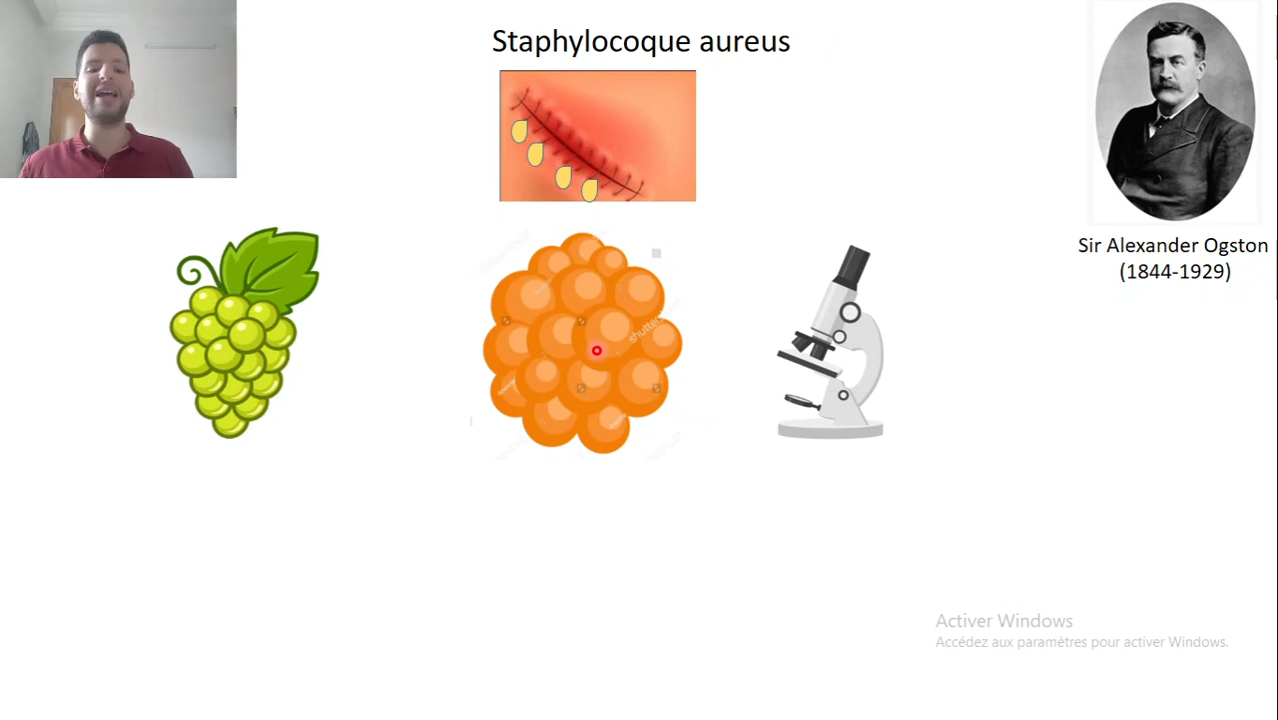 Staphylocoque aureus
Sir Alexander Ogston
(1844-1929)
Activer Windows
Accédez aux paramètres pour activer Windows.